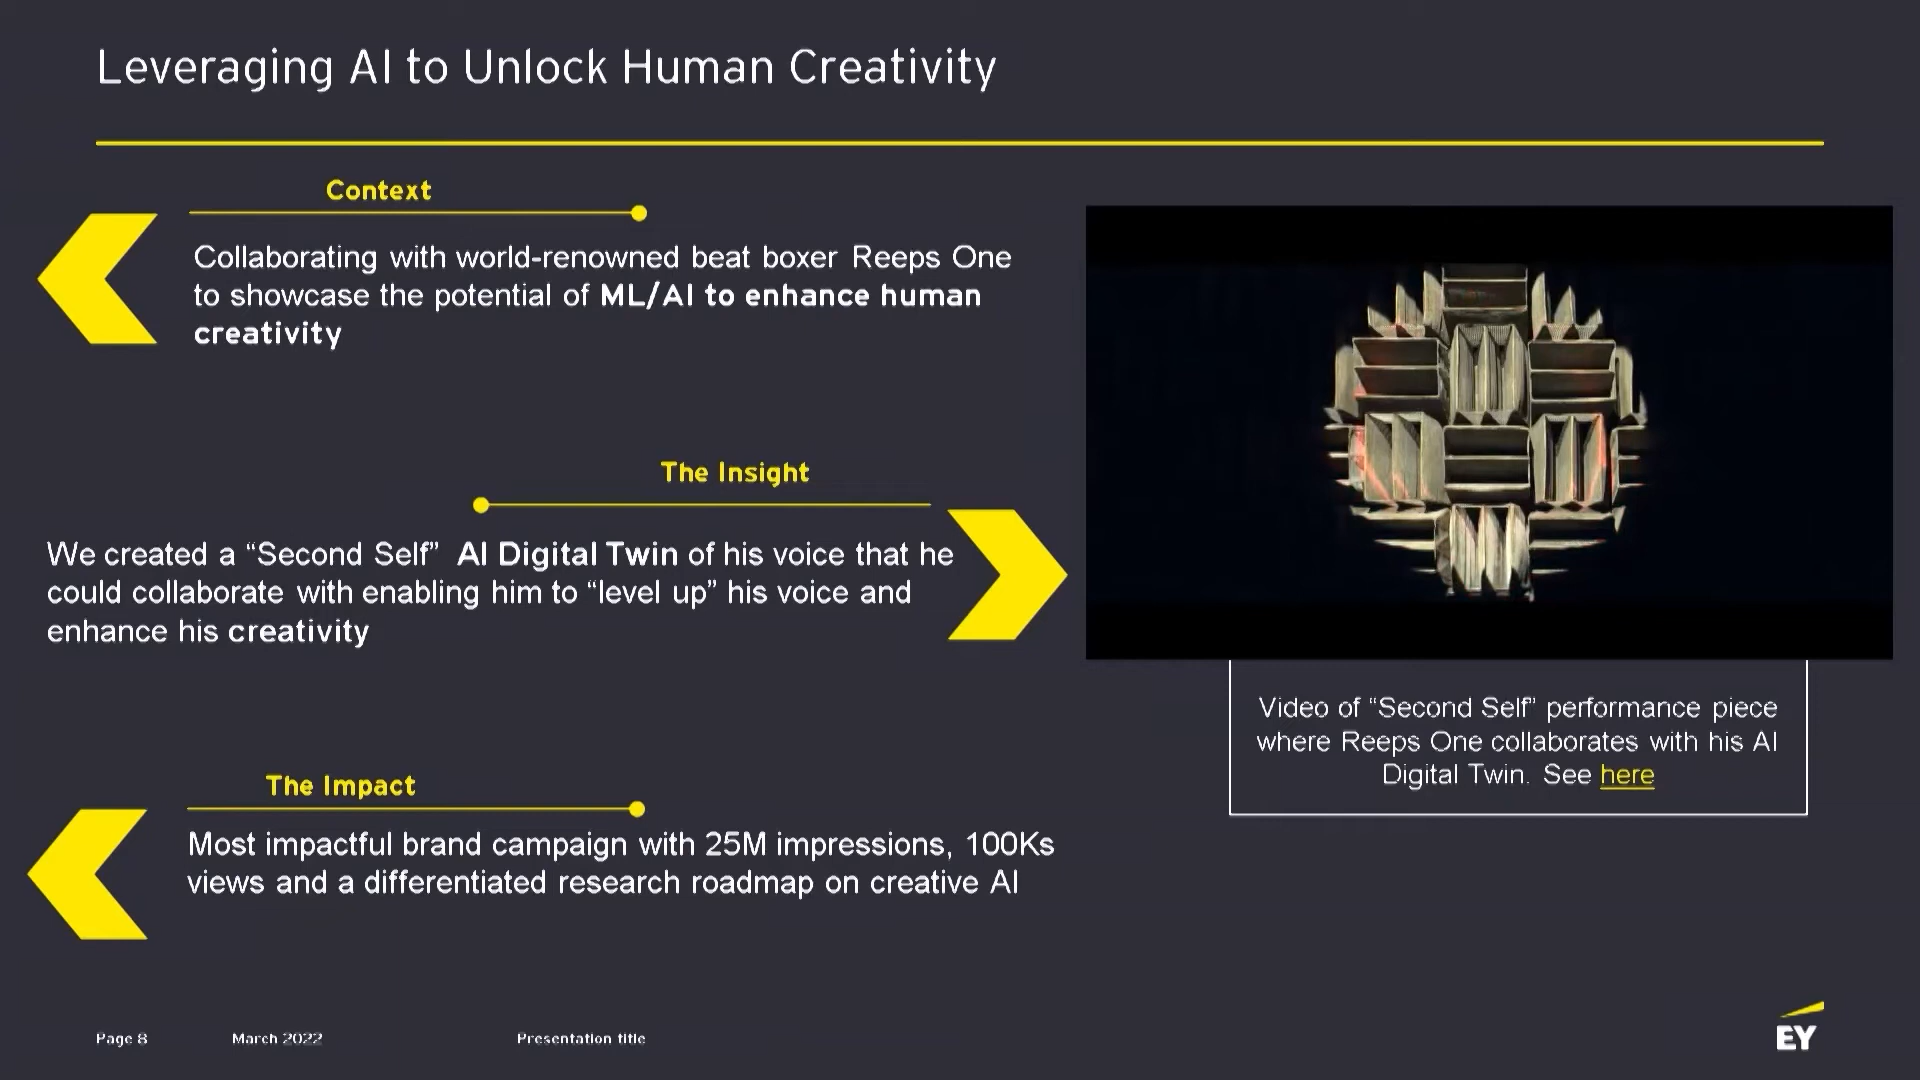 Leveraging AI to Unlock Human Creativity
Context
Collaborating with world-renowned beat boxer Reeps One
to showcase the potential of ML/AI to enhance human
creativity
The Insight
We created a “Second Self” AI Digital Twin of his voice that he
could collaborate with enabling him to “level up” his voice and
enhance his creativity
The Impact
Most impactful brand campaign with 25M impressions, 100Ks
views and a differentiated research roadmap on creative AI
Video of “Second Self” performance piece
where Reeps One collaborates with his AI
Digital Twin. See here
Page 8 March 2022 Presentation title
EY